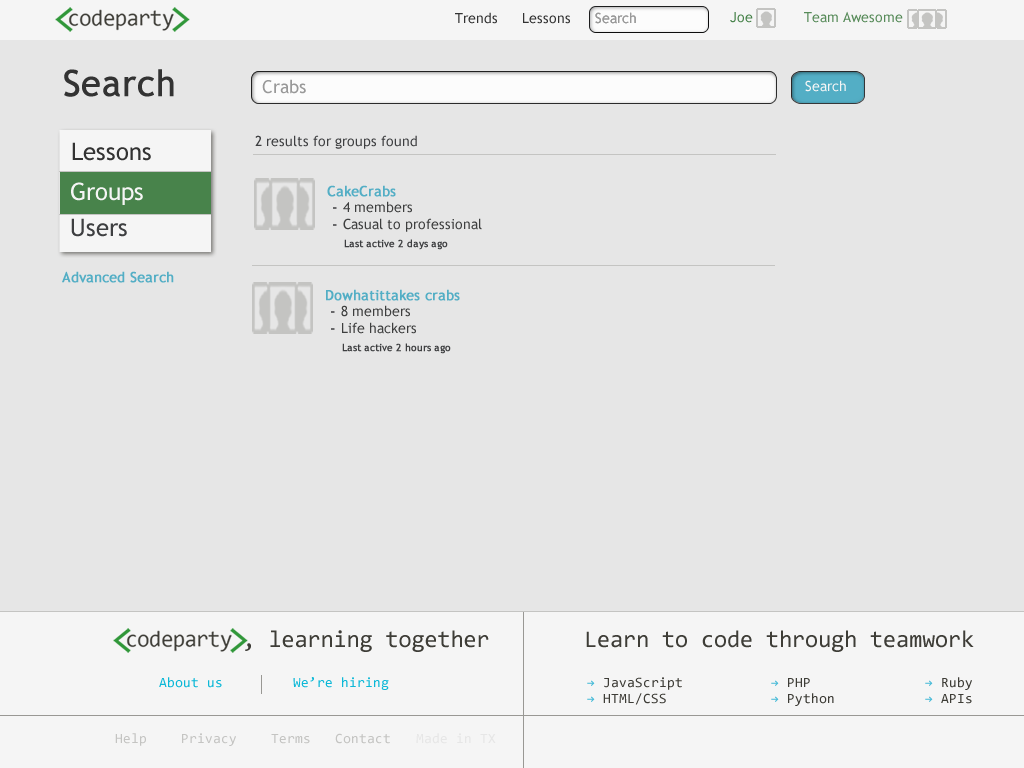 <codeparty>
Trends Lessons Search Joe Team Awesome
Search
Crabs
Search
Lessons
Groups
Users
Advanced Search
2 results for groups found
CakeCrabs
- 4 members
- Casual to professional
Last active 2 days ago
Dowhatittakes crabs
- 8 members
- Life hackers
Last active 2 hours ago
<codeparty>, learning together
About us | We’re hiring
Learn to code through teamwork
→ JavaScript → PHP → Ruby
→ HTML/CSS → Python → APIs
Help Privacy Terms Contact Made in TX